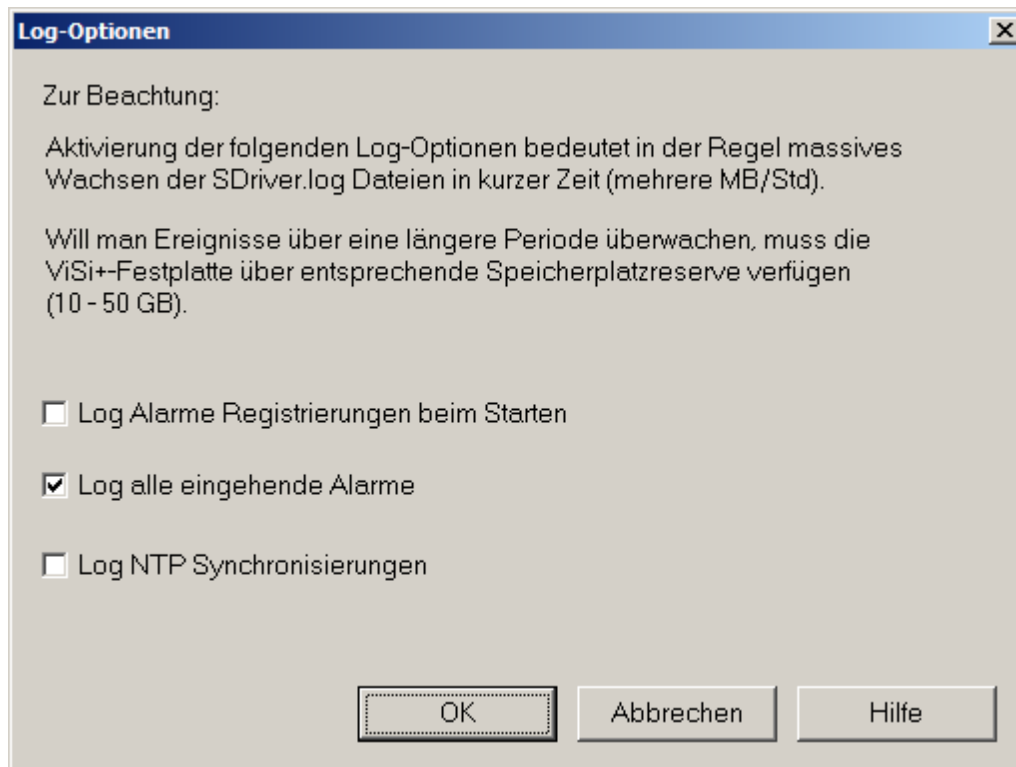 Log-Optionen
Zur Beachtung:
Aktivierung der folgenden Log-Optionen bedeutet in der Regel massives
Wachsen der SDriver.log Dateien in kurzer Zeit (mehrere MB/Std).
Will man Ereignisse über eine längere Periode überwachen, muss die
ViSi+-Festplatte über entsprechende Speicherplatzreserve verfügen
(10 - 50 GB).
Log Alarme Registrierungen beim Starten
Log alle eingehende Alarme
Log NTP Synchronisierungen
OK Abbrechen Hilfe